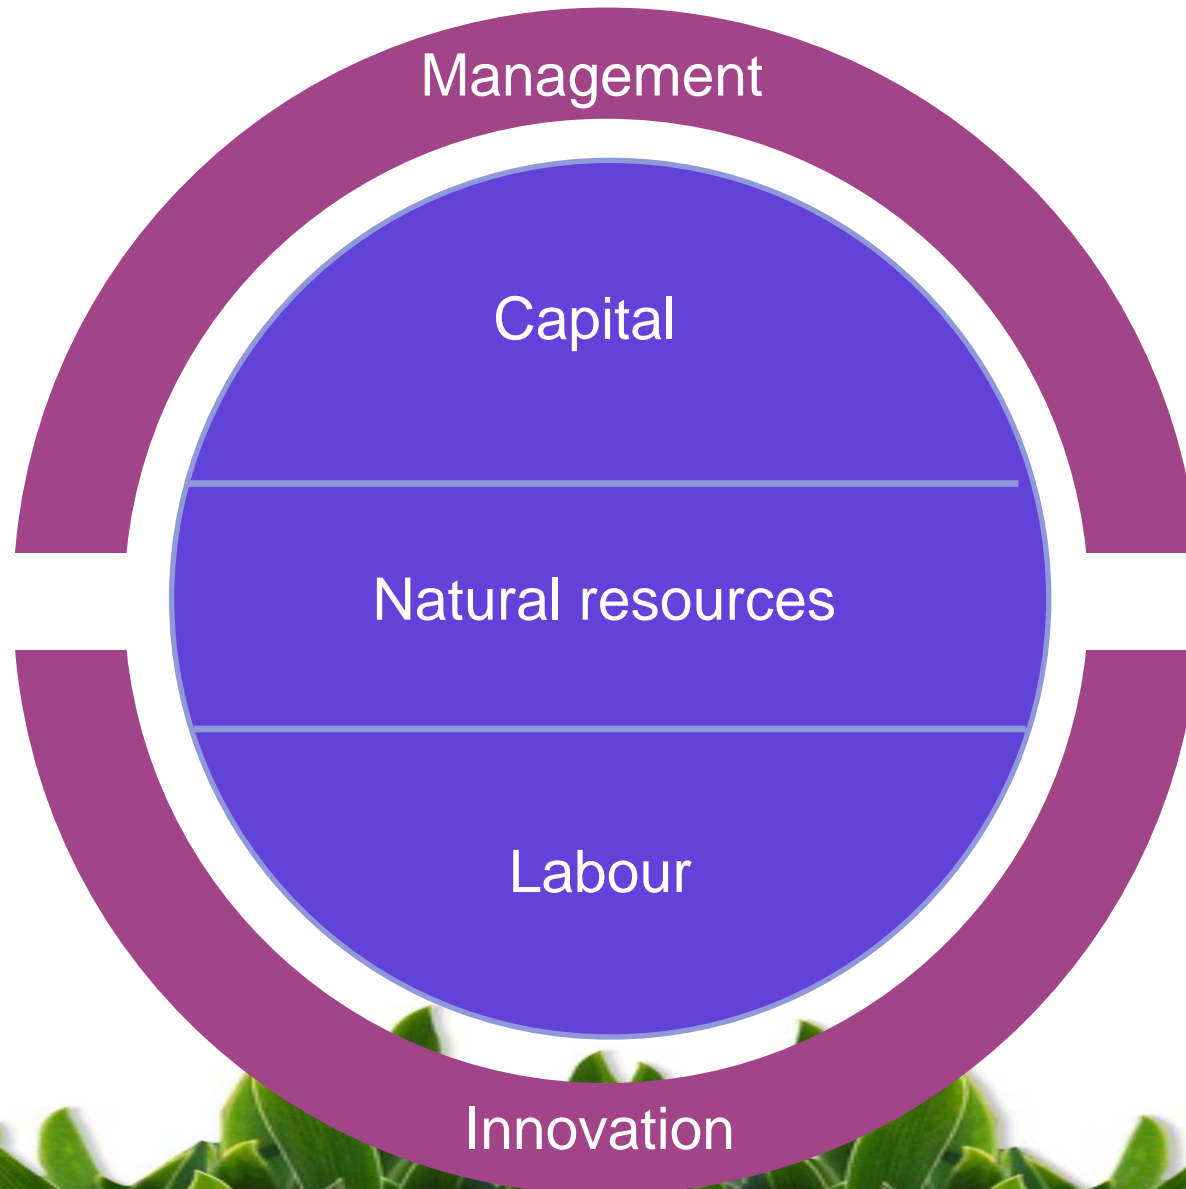 Management
Capital
Natural resources
Labour
Innovation